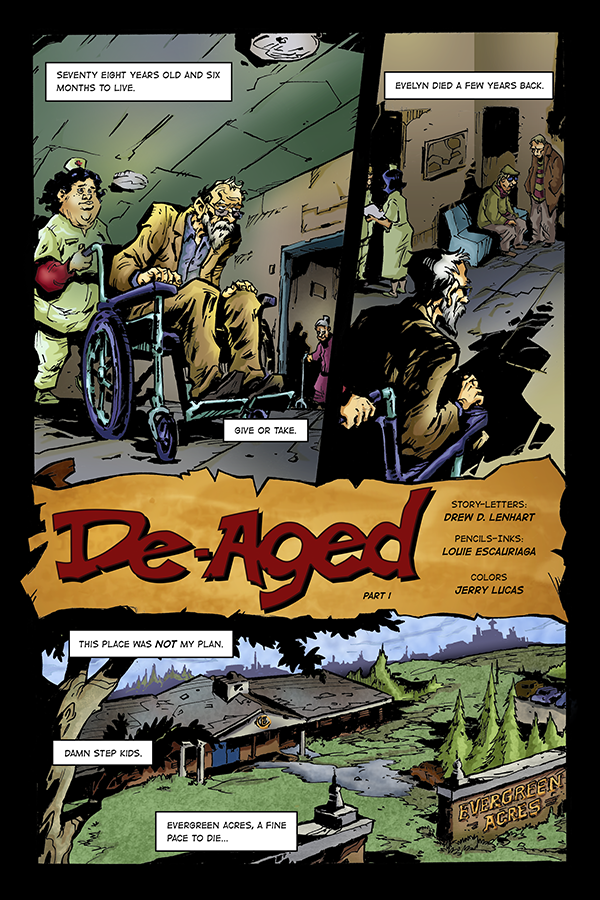 SEVENTY EIGHT YEARS OLD AND SIX
MONTHS TO LIVE.
GIVE OR TAKE.
EVELYN DIED A FEW YEARS BACK.
De-Aged
PART 1
STORY-LETTERS:
DREW D. LENHART
PENCILS-INKS:
LOUIE ESCAURIAGA
COLORS
JERRY LUCAS
THIS PLACE WAS NOT MY PLAN.
DAMN STEP KIDS.
EVERGREEN ACRES, A FINE
PACE TO DIE...
EVERGREEN
ACRES